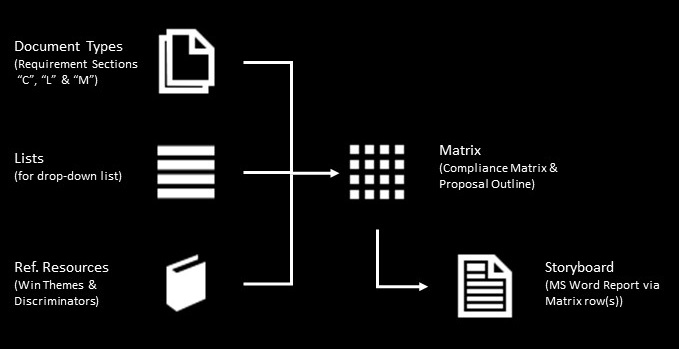 Document Types
(Requirement Sections
"C", "L" & "M")
Lists
(for drop-down list)
Ref. Resources
(Win Themes &
Discriminators)
Matrix
(Compliance Matrix &
Proposal Outline)
Storyboard
(MS Word Report via
Matrix row(s))